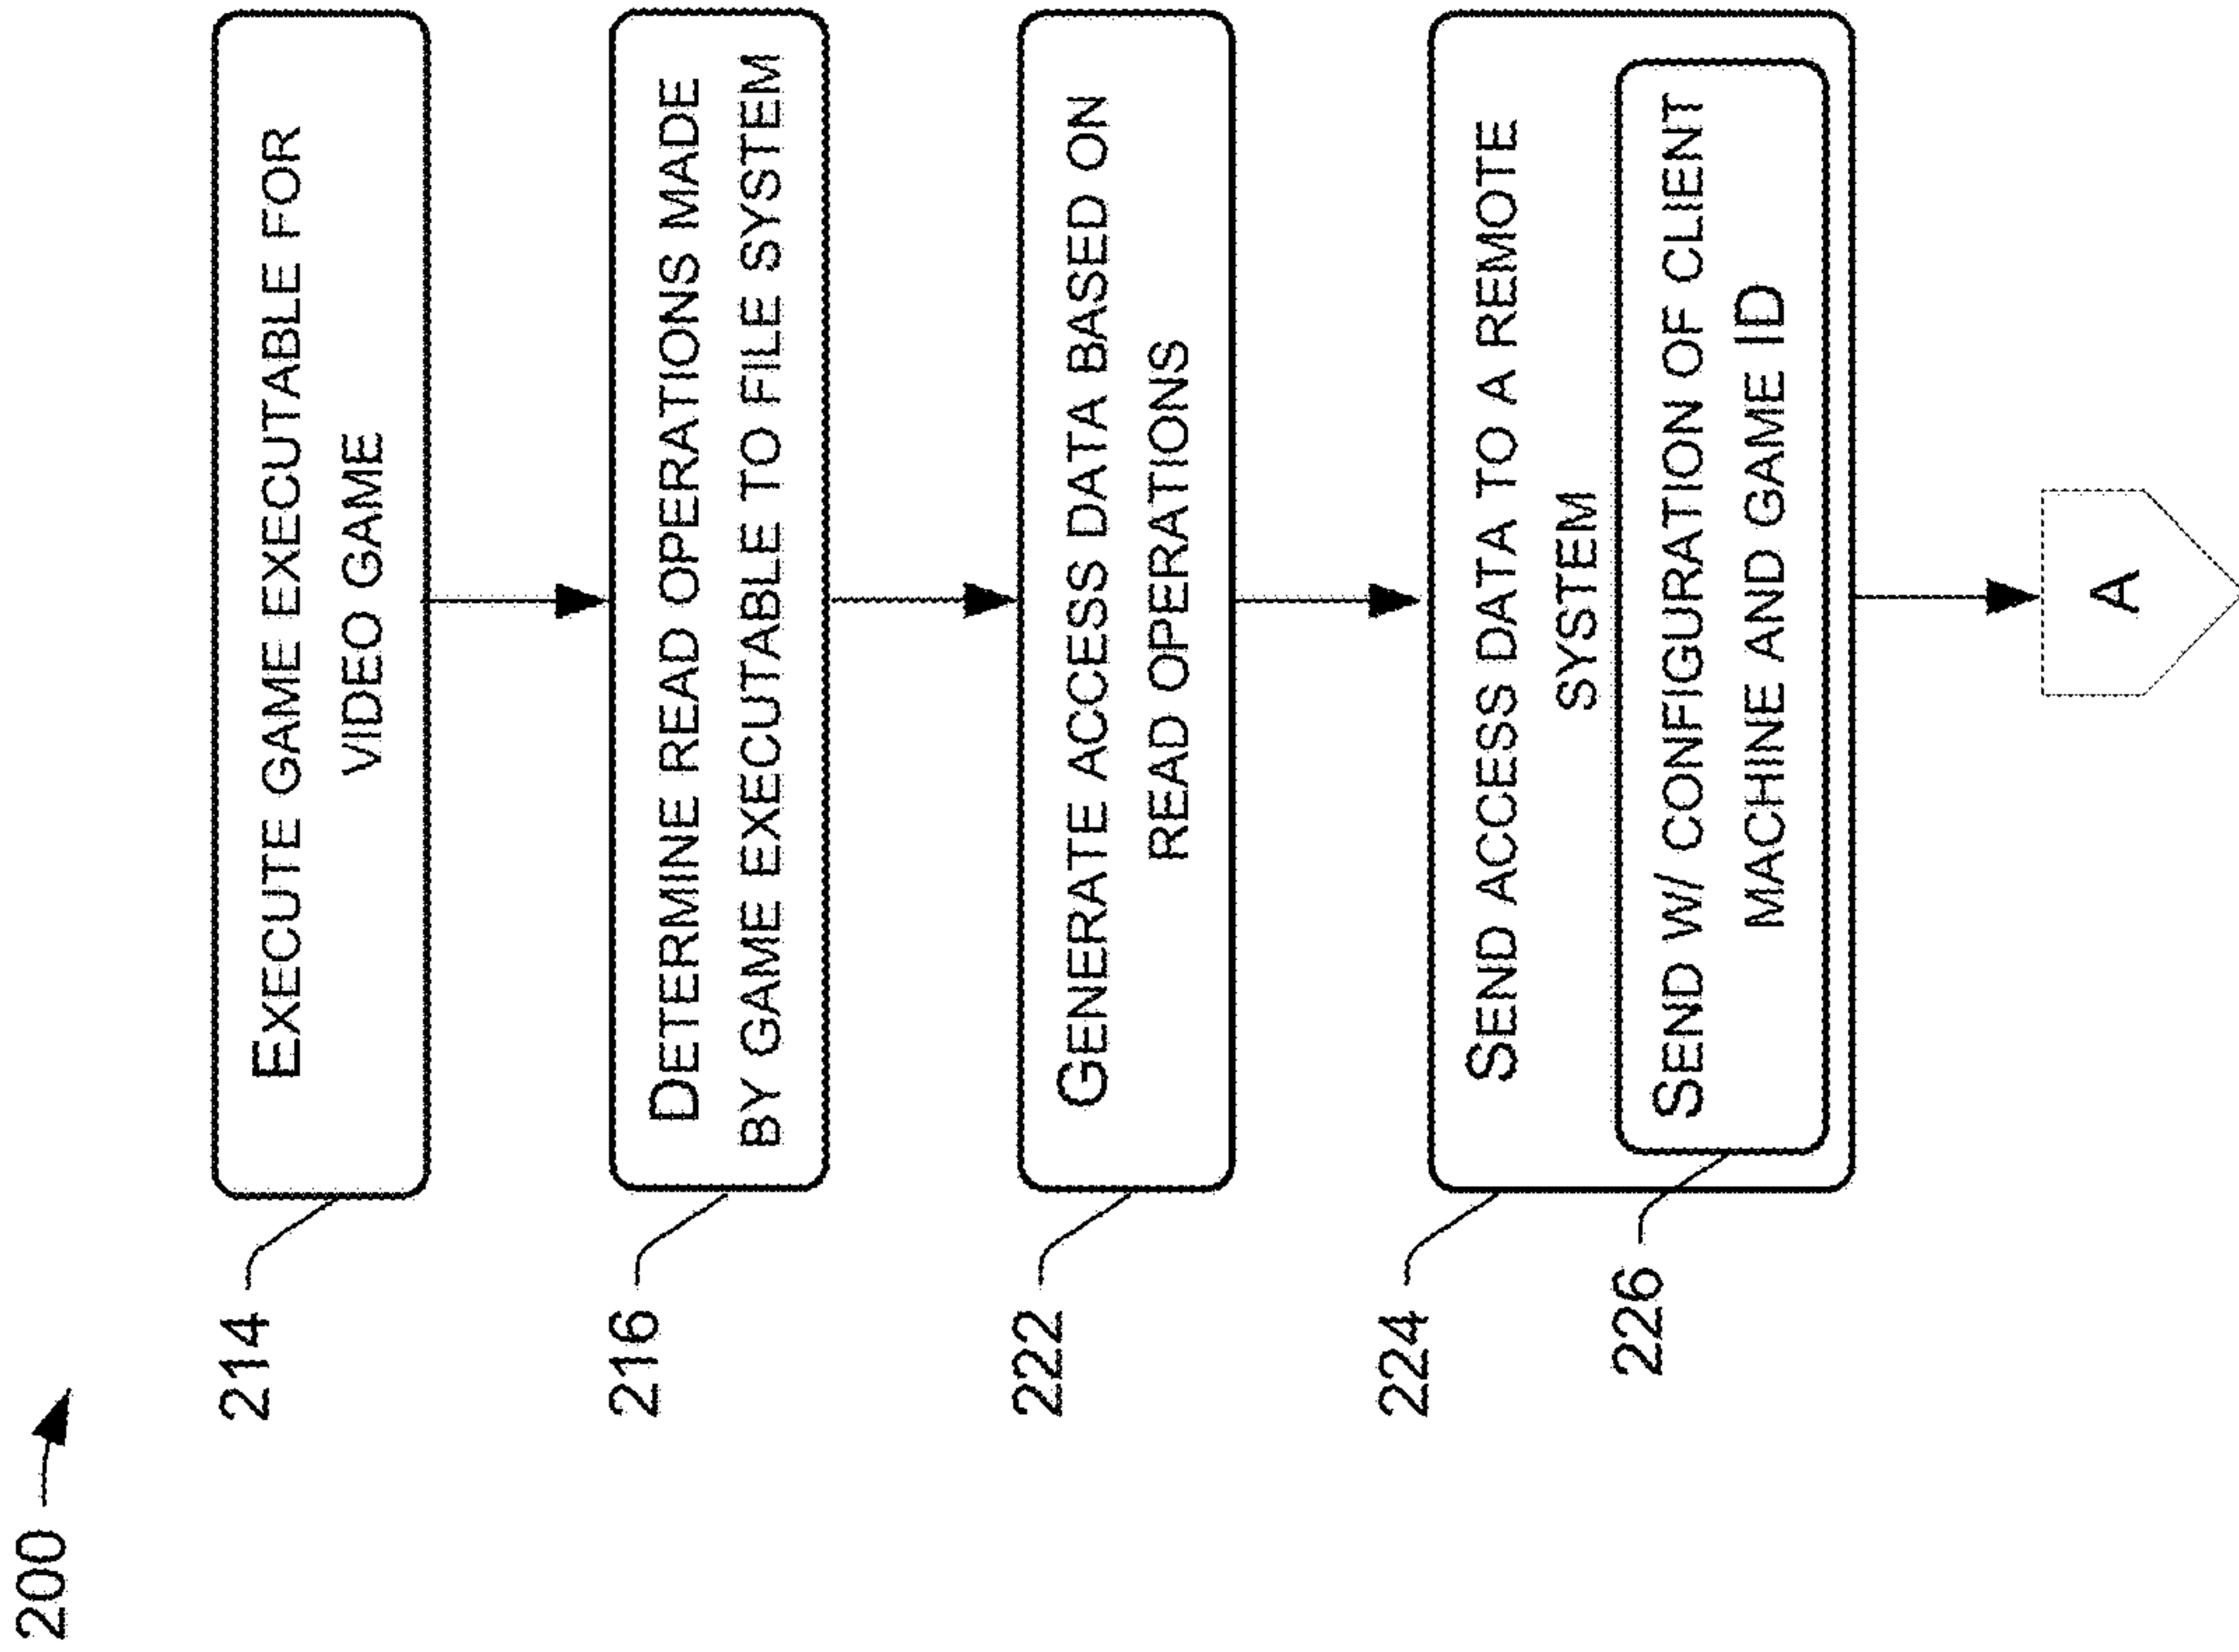 200
214
EXECUTE GAME EXECUTABLE FOR
VIDEO GAME
216
DETERMINE READ OPERATIONS MADE
BY GAME EXECUTABLE TO FILE SYSTEM
222
GENERATE ACCESS DATA BASED ON
READ OPERATIONS
224
SEND ACCESS DATA TO A REMOTE
SYSTEM
226
SEND W/ CONFIGURATION OF CLIENT
MACHINE AND GAME ID
A